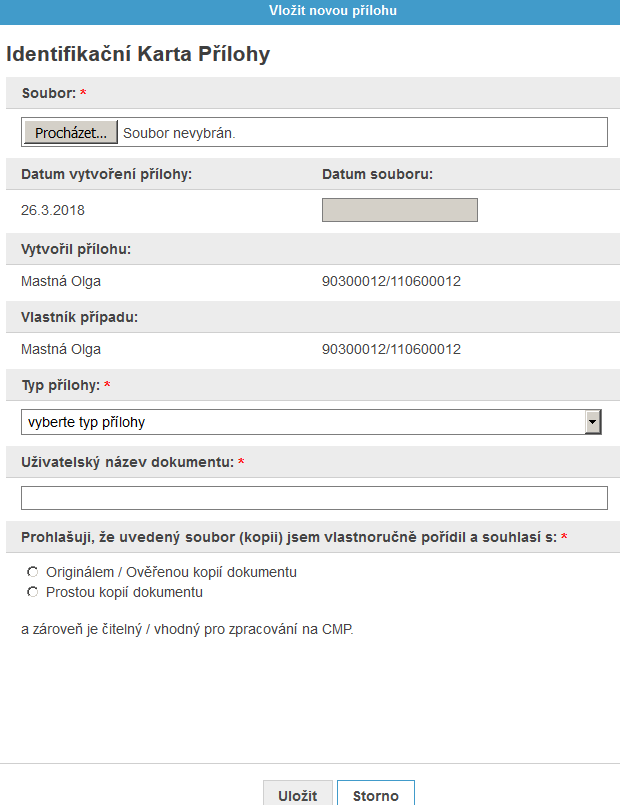 Vložit novou přílohu
Identifikační Karta Přílohy
Soubor: *
Procházet... Soubor nevybrán.
Datum vytvoření přílohy: Datum souboru:
26.3.2018
Vytvořil přílohu:
Mastná Olga 90300012/110600012
Vlastník případu:
Mastná Olga 90300012/110600012
Typ přílohy: *
vyberte typ přílohy
Uživatelský název dokumentu: *
Prohlašuji, že uvedený soubor (kopii) jsem vlastnoručně pořídil a souhlasí s: *
Originálem / Ověřenou kopií dokumentu
Prostou kopií dokumentu
a zároveň je čitelný / vhodný pro zpracování na CMP.
Uložit Storno